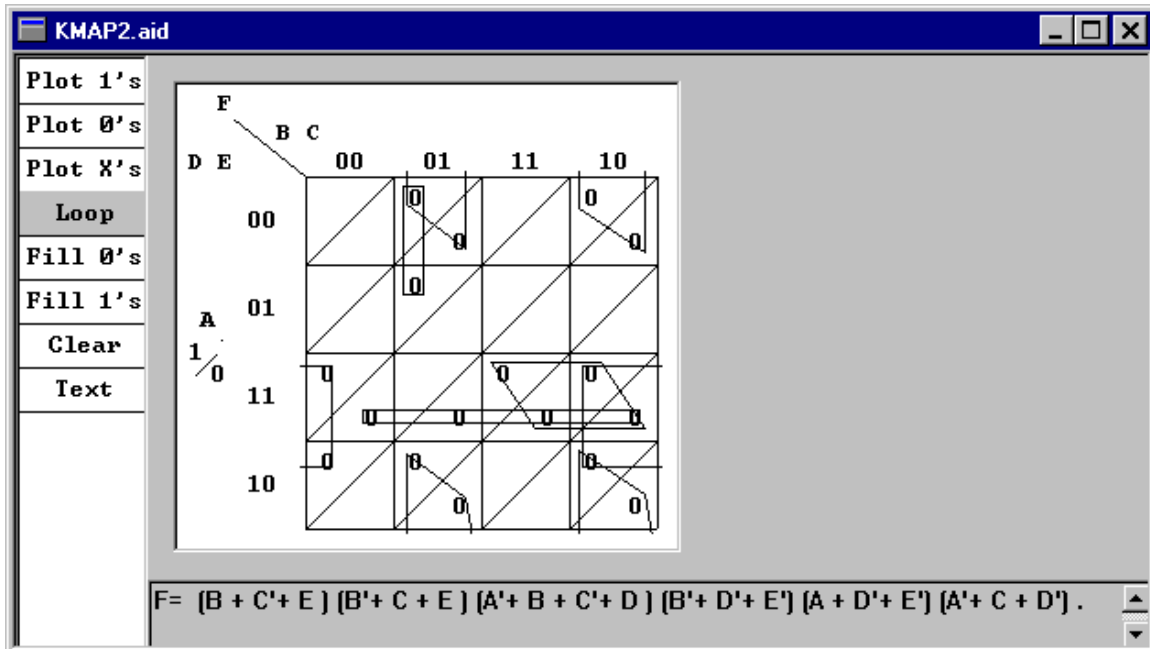 KMAP2.aid
Plot 1's
Plot 0's
Plot X's
Loop
Fill 0's
Fill 1's
Clear
Text
F
B C
D E
00 01 11 10
00 0 0
0 0
0
01
A
1
0
0 0 0
11
0 0 0 0
0 0 0
10
0 0
F= (B + C'+ E ) (B'+ C + E ) (A'+ B + C'+ D ) (B'+ D'+ E') (A + D'+ E') (A'+ C + D') .